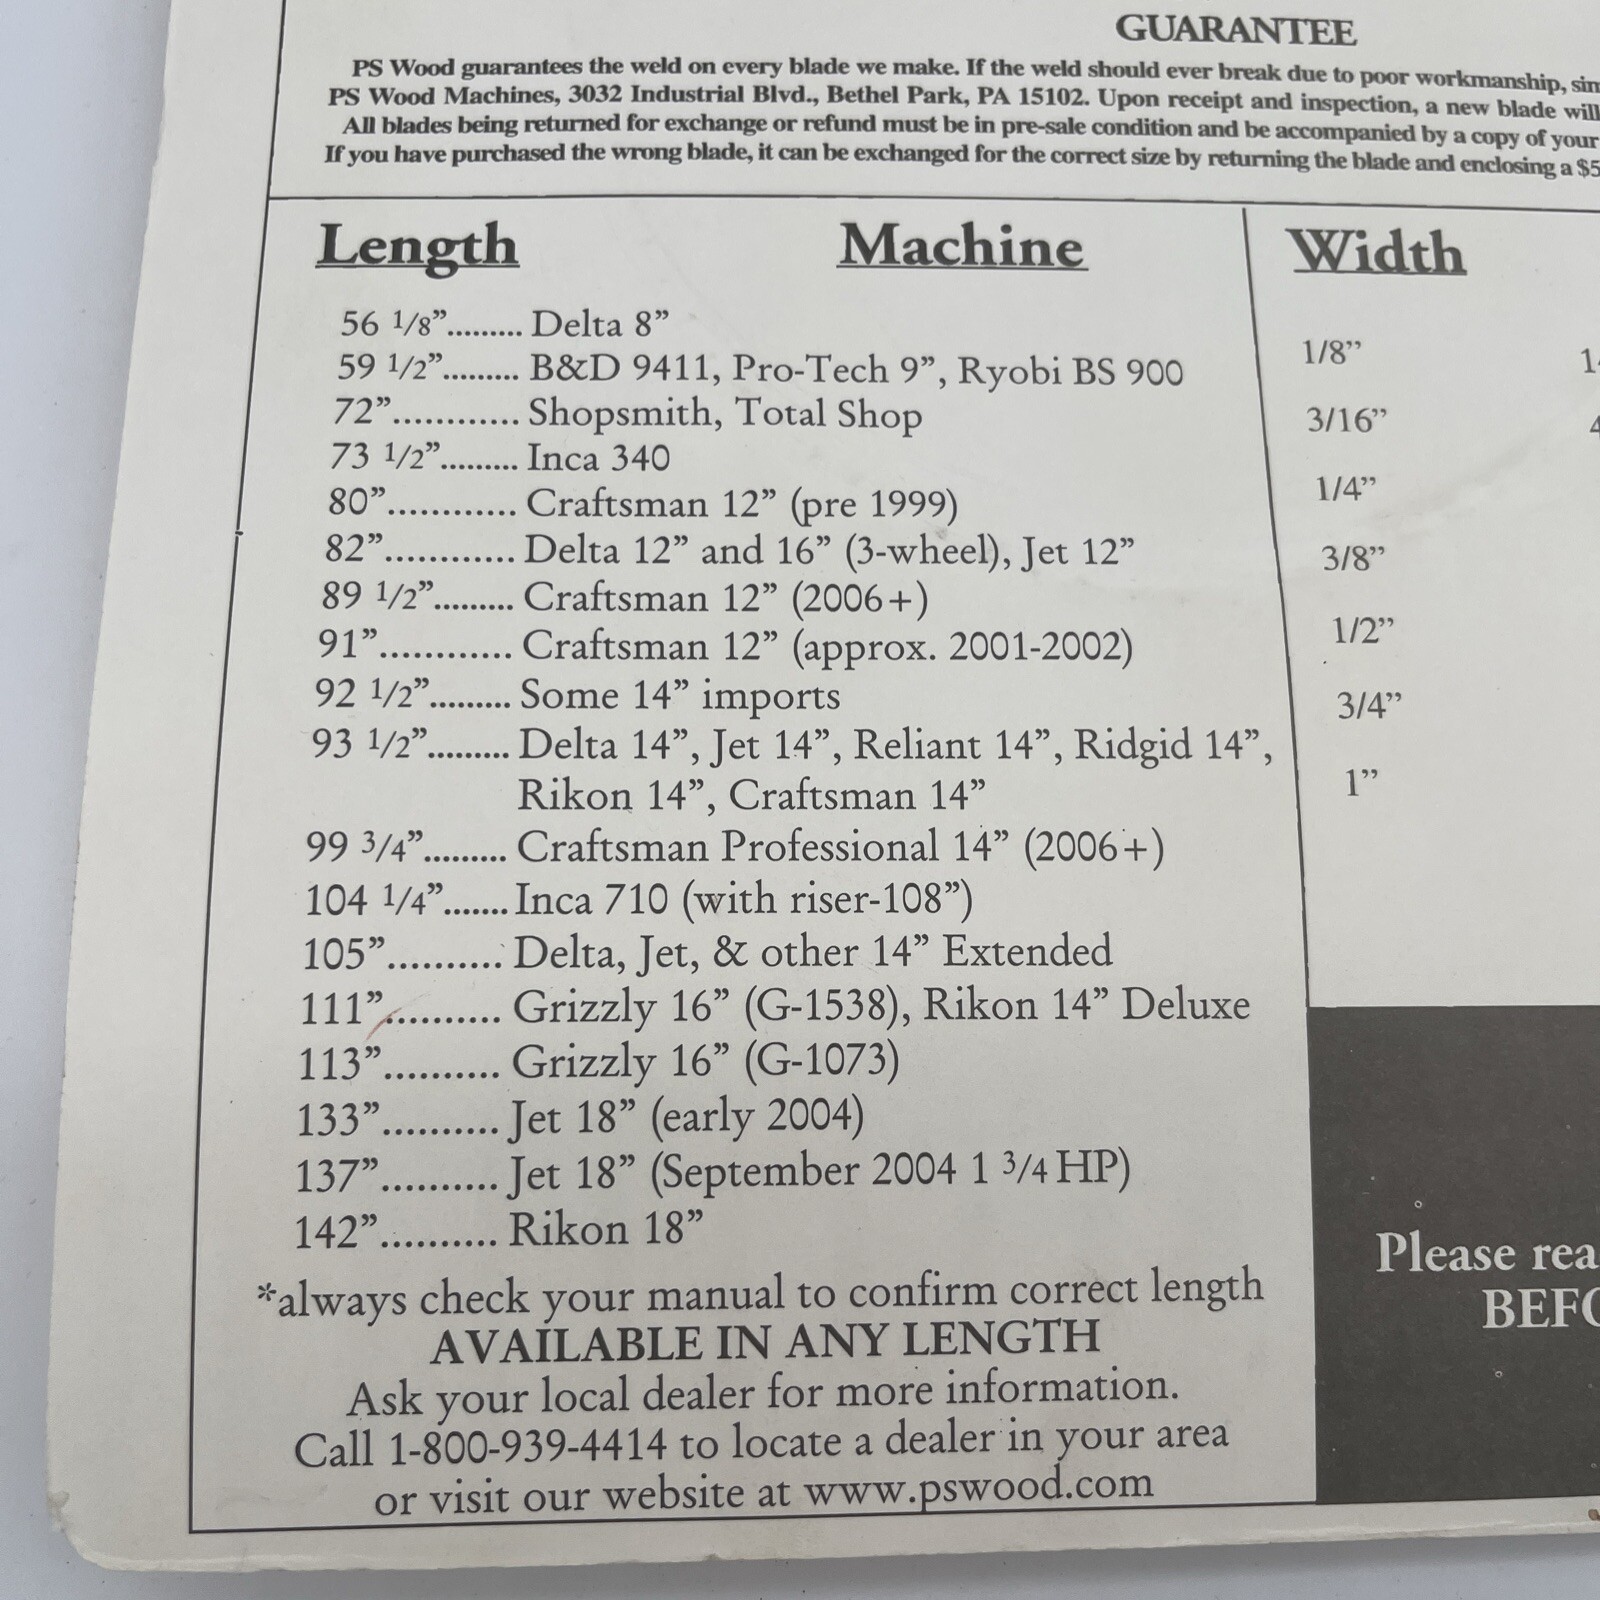 GUARANTEE
PS Wood guarantees the weld on every blade we make. If the weld should ever break due to poor workmanship,
PS Wood Machines, 3032 Industrial Blvd., Bethel Park, PA 15102. Upon receipt and inspection, a new blade will
All blades being returned for exchange or refund must be in pre-sale condition and be accompanied by a copy of your
If you have purchased the wrong blade, it can be exchanged for the correct size by returning the blade and enclosing a $5
Length Machine
56 1/8”......... Delta 8”
59 1/2”......... B&D 9411, Pro-Tech 9”, Ryobi BS 900
72”............ Shopsmith, Total Shop
73 1/2”......... Inca 340
80”............ Craftsman 12” (pre 1999)
82”............ Delta 12” and 16” (3-wheel), Jet 12”
89 1/2”......... Craftsman 12” (2006+)
91”............ Craftsman 12” (approx. 2001-2002)
92 1/2”......... Some 14” imports
93 1/2”......... Delta 14”, Jet 14”, Reliant 14”, Ridgid 14”,
Rikon 14”, Craftsman 14”
99 3/4”......... Craftsman Professional 14” (2006+)
104 1/4”....... Inca 710 (with riser-108”)
105”.......... Delta, Jet, & other 14” Extended
111”.......... Grizzly 16” (G-1538), Rikon 14” Deluxe
113”.......... Grizzly 16” (G-1073)
133”.......... Jet 18” (early 2004)
137”.......... Jet 18” (September 2004 1 3/4 HP)
142”.......... Rikon 18”
*always check your manual to confirm correct length
AVAILABLE IN ANY LENGTH
Ask your local dealer for more information.
Call 1-800-939-4414 to locate a dealer in your area
or visit our website at www.pswood.com
Width
1/8”
3/16”
1/4”
3/8”
1/2”
3/4”
1”
Please